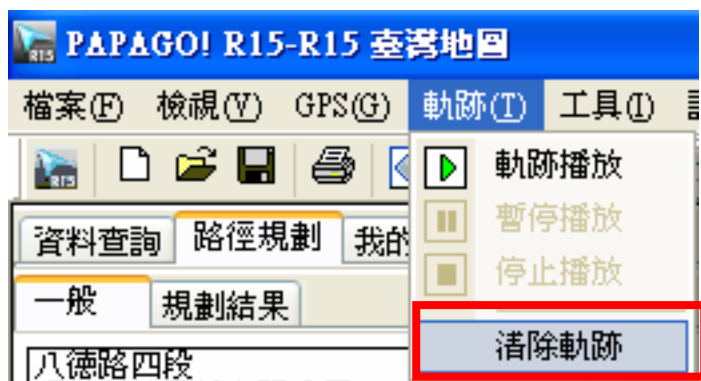 R15 PAPAGO! R15-R15 臺灣地圖
檔案(F) 檢視(V) GPS(G) 軌跡(T) 工具(I)
R15
軌跡播放
暫停播放
停止播放
清除軌跡
資料查詢 路徑規劃 我的
一般 規劃結果
八德路四段